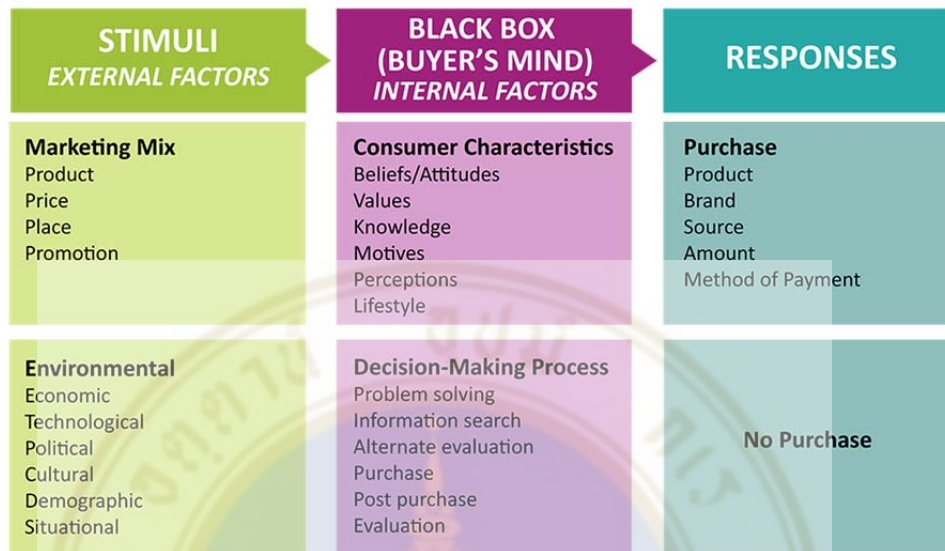 STIMULI
EXTERNAL FACTORS
BLACK BOX
(BUYER'S MIND)
INTERNAL FACTORS
RESPONSES
Marketing Mix
Product
Price
Place
Promotion
Consumer Characteristics
Beliefs/Attitudes
Values
Knowledge
Motives
Perceptions
Lifestyle
Purchase
Product
Brand
Source
Amount
Method of Payment
Environmental
Economic
Technological
Political
Cultural
Demographic
Situational
Decision-Making Process
Problem solving
Information search
Alternate evaluation
Purchase
Post purchase
Evaluation
No Purchase